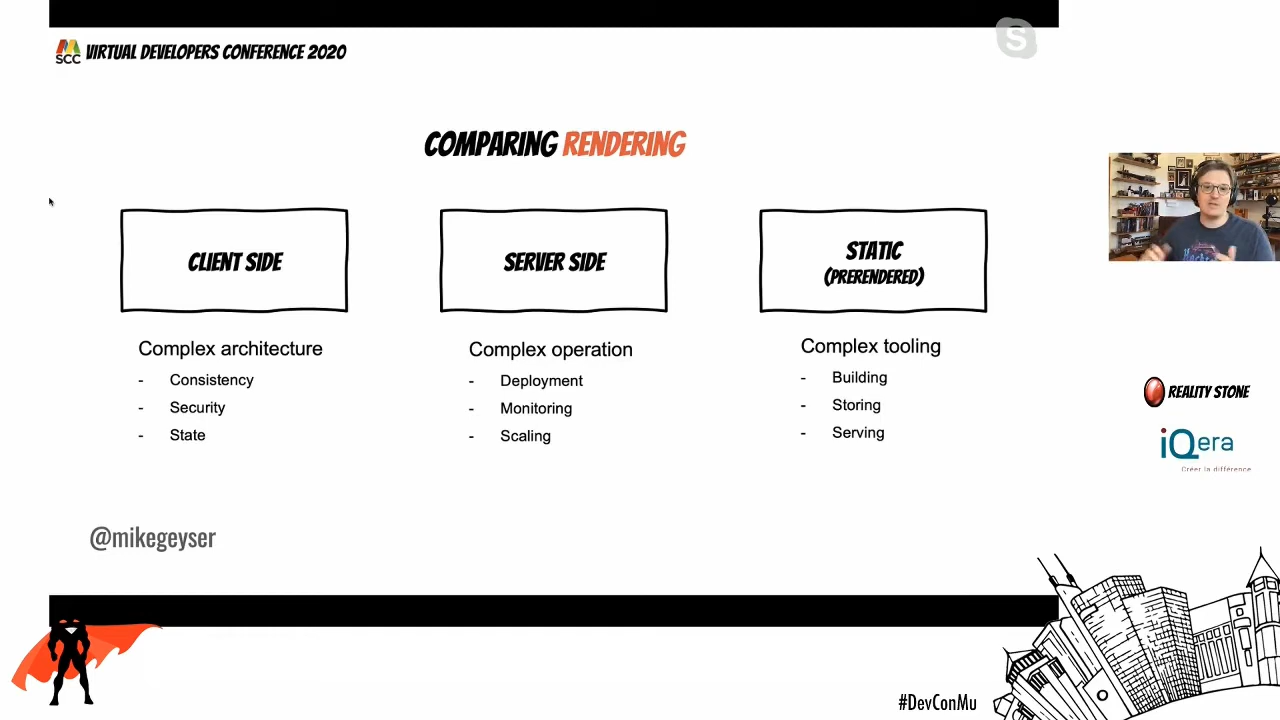 SCC VIRTUAL DEVELOPERS CONFERENCE 2020
S
COMPARING RENDERING
CLIENT SIDE
Complex architecture
- Consistency
- Security
- State
SERVER SIDE
Complex operation
- Deployment
- Monitoring
- Scaling
STATIC
(PRERENDERED)
Complex tooling
- Building
- Storing
- Serving
@mikegeyser
REALITY STONE
iQera
Créer la différence
#DevConMu